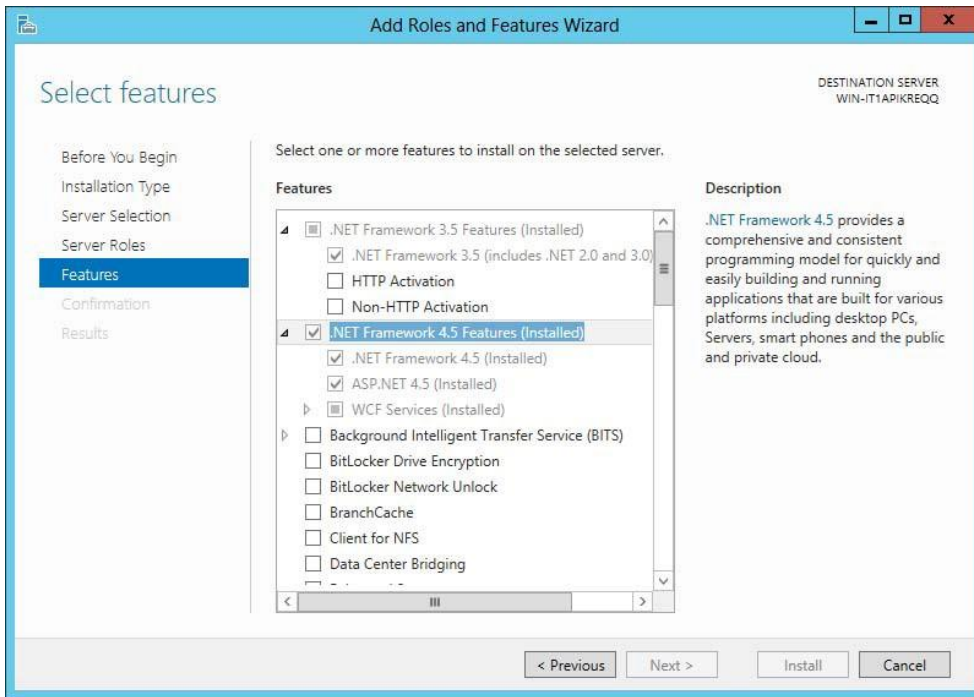 Add Roles and Features Wizard
Select features
DESTINATION SERVER
WIN-IT1APIKREQQ
Before You Begin
Installation Type
Server Selection
Server Roles
Features
Confirmation
Results
Select one or more features to install on the selected server.
Features
.NET Framework 3.5 Features (Installed)
.NET Framework 3.5 (includes .NET 2.0 and 3.0)
HTTP Activation
Non-HTTP Activation
.NET Framework 4.5 Features (Installed)
.NET Framework 4.5 (Installed)
ASP.NET 4.5 (Installed)
WCF Services (Installed)
Background Intelligent Transfer Service (BITS)
BitLocker Drive Encryption
BitLocker Network Unlock
BranchCache
Client for NFS
Data Center Bridging
Description
.NET Framework 4.5 provides a
comprehensive and consistent
programming model for quickly and
easily building and running
applications that are built for various
platforms including desktop PCs,
Servers, smart phones and the public
and private cloud.
< Previous
Next >
Install
Cancel